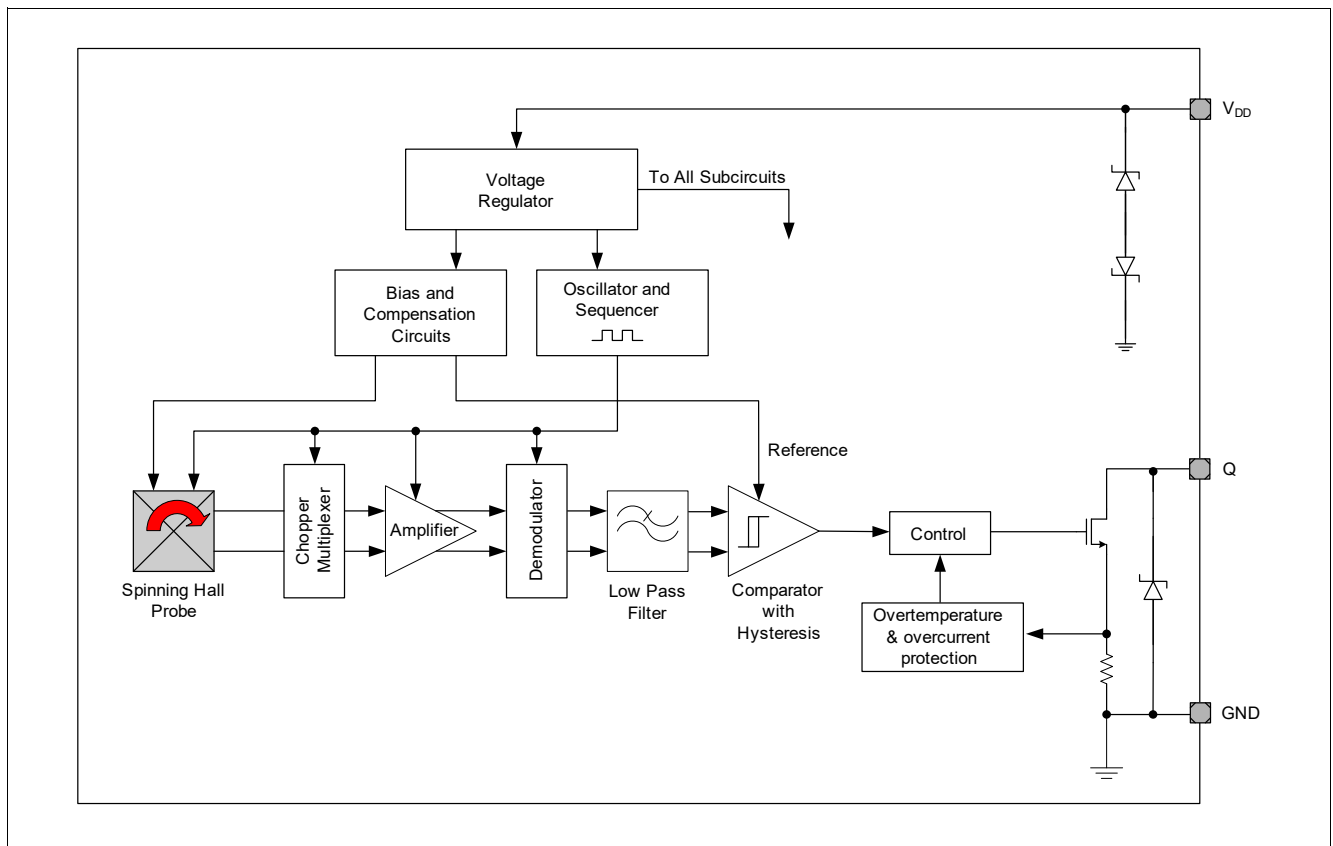 V_DD
Voltage
Regulator
To All Subcircuits
Bias and
Compensation
Circuits
Oscillator and
Sequencer
Reference
Q
Chopper
Multiplexer
Amplifier
Demodulator
Control
Spinning Hall
Probe
Low Pass
Filter
Comparator
with
Hysteresis
Overtemperature
& overcurrent
protection
GND